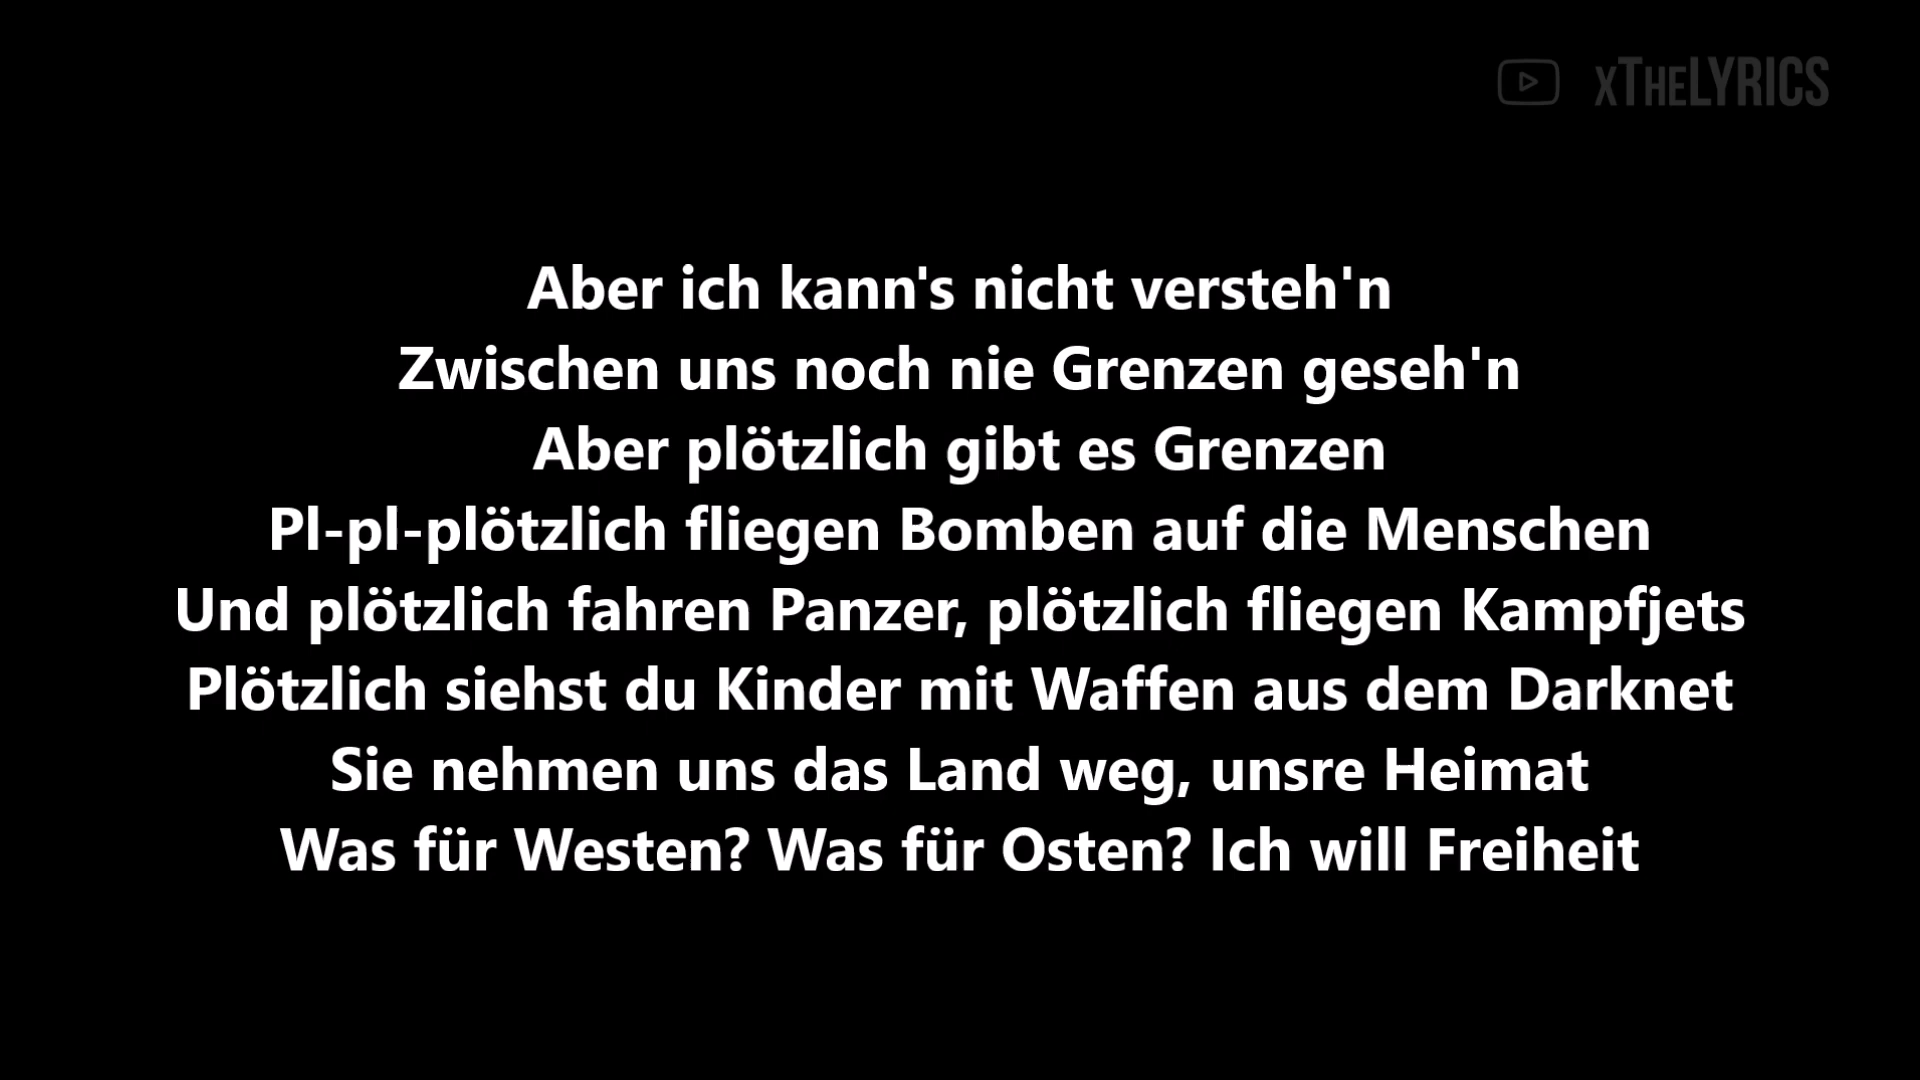 xTheLYRICS
Aber ich kann's nicht versteh'n
Zwischen uns noch nie Grenzen geseh'n
Aber plötzlich gibt es Grenzen
Pl-pl-plötzlich fliegen Bomben auf die Menschen
Und plötzlich fahren Panzer, plötzlich fliegen Kampfjets
Plötzlich siehst du Kinder mit Waffen aus dem Darknet
Sie nehmen uns das Land weg, unsre Heimat
Was für Westen? Was für Osten? Ich will Freiheit